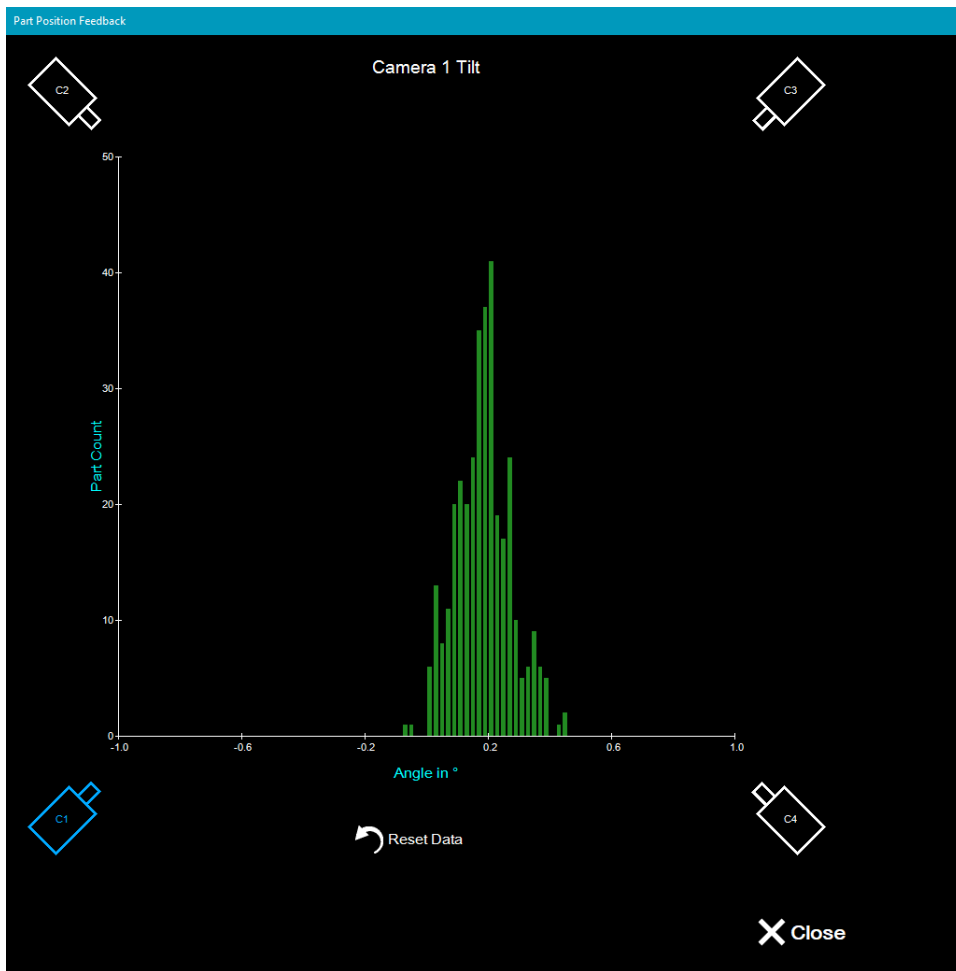 Part Position Feedback
Camera 1 Tilt
C2
C3
50
40
30
20
10
0
Part Count
-1.0
-0.6
-0.2
0.2
0.6
1.0
Angle in °
C1
C4
Reset Data
Close